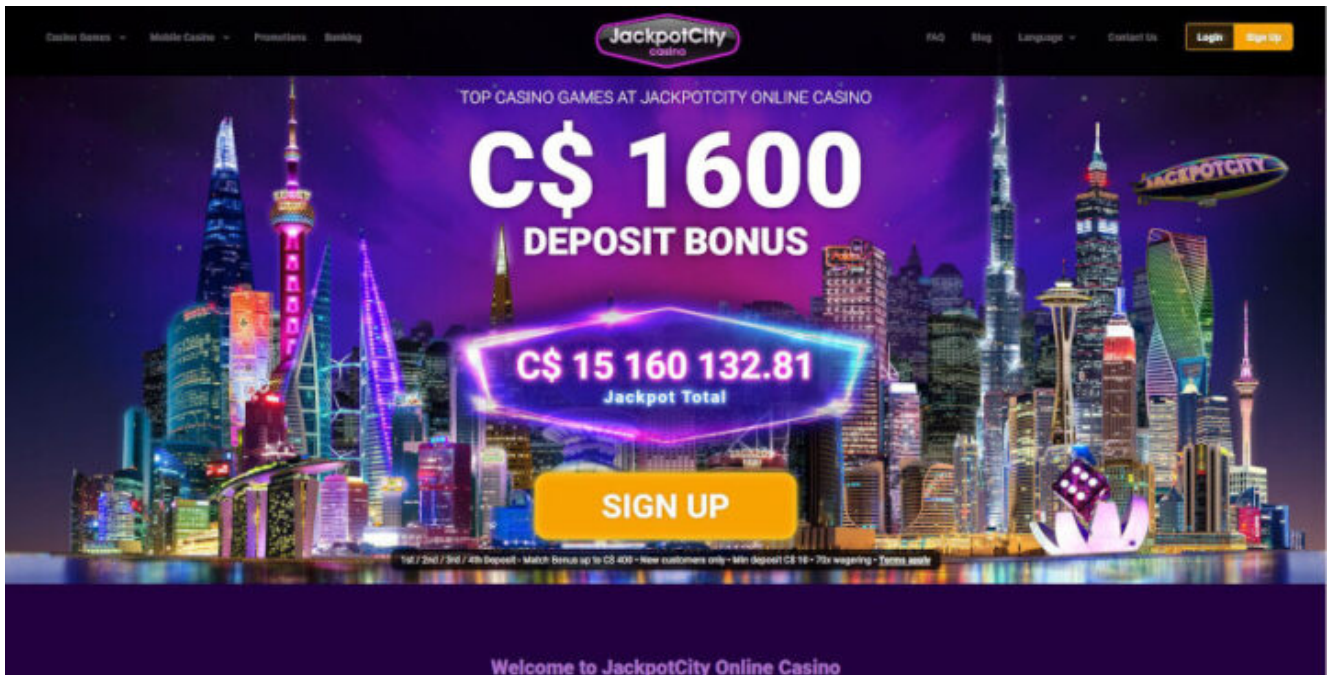 Casino Games
Mobile Casino
Promotions
Banking
JackpotCity
casino
FAQ
Blog
Language
Contact Us
Login
Sign Up
TOP CASINO GAMES AT JACKPOTCITY ONLINE CASINO
C$ 1600
DEPOSIT BONUS
JACKPOTCITY
C$ 15 160 132.81
Jackpot Total
SIGN UP
1st / 2nd / 3rd / 4th Deposit - Match Bonus up to C$ 400 • New customers only • Min deposit C$ 10 • 70x wagering • Terms apply
Welcome to JackpotCity Online Casino